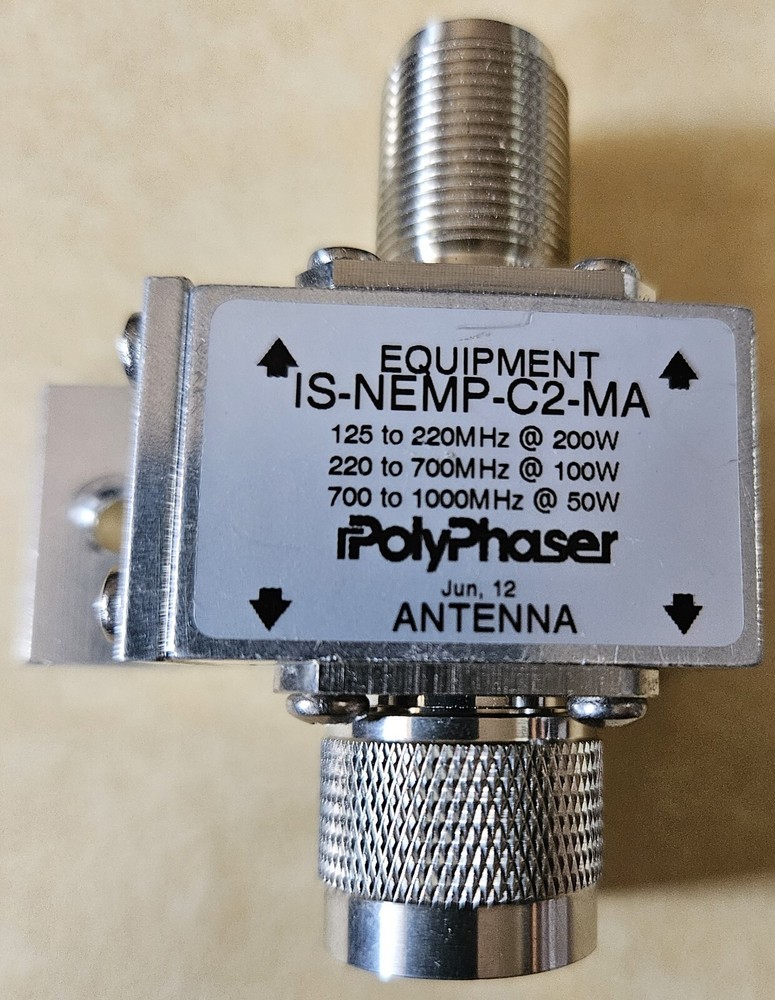 EQUIPMENT
IS-NEMP-C2-MA
125 to 220MHz @ 200W
220 to 700MHz @ 100W
700 to 1000MHz @ 50W
PolyPhaser
Jun, 12
ANTENNA